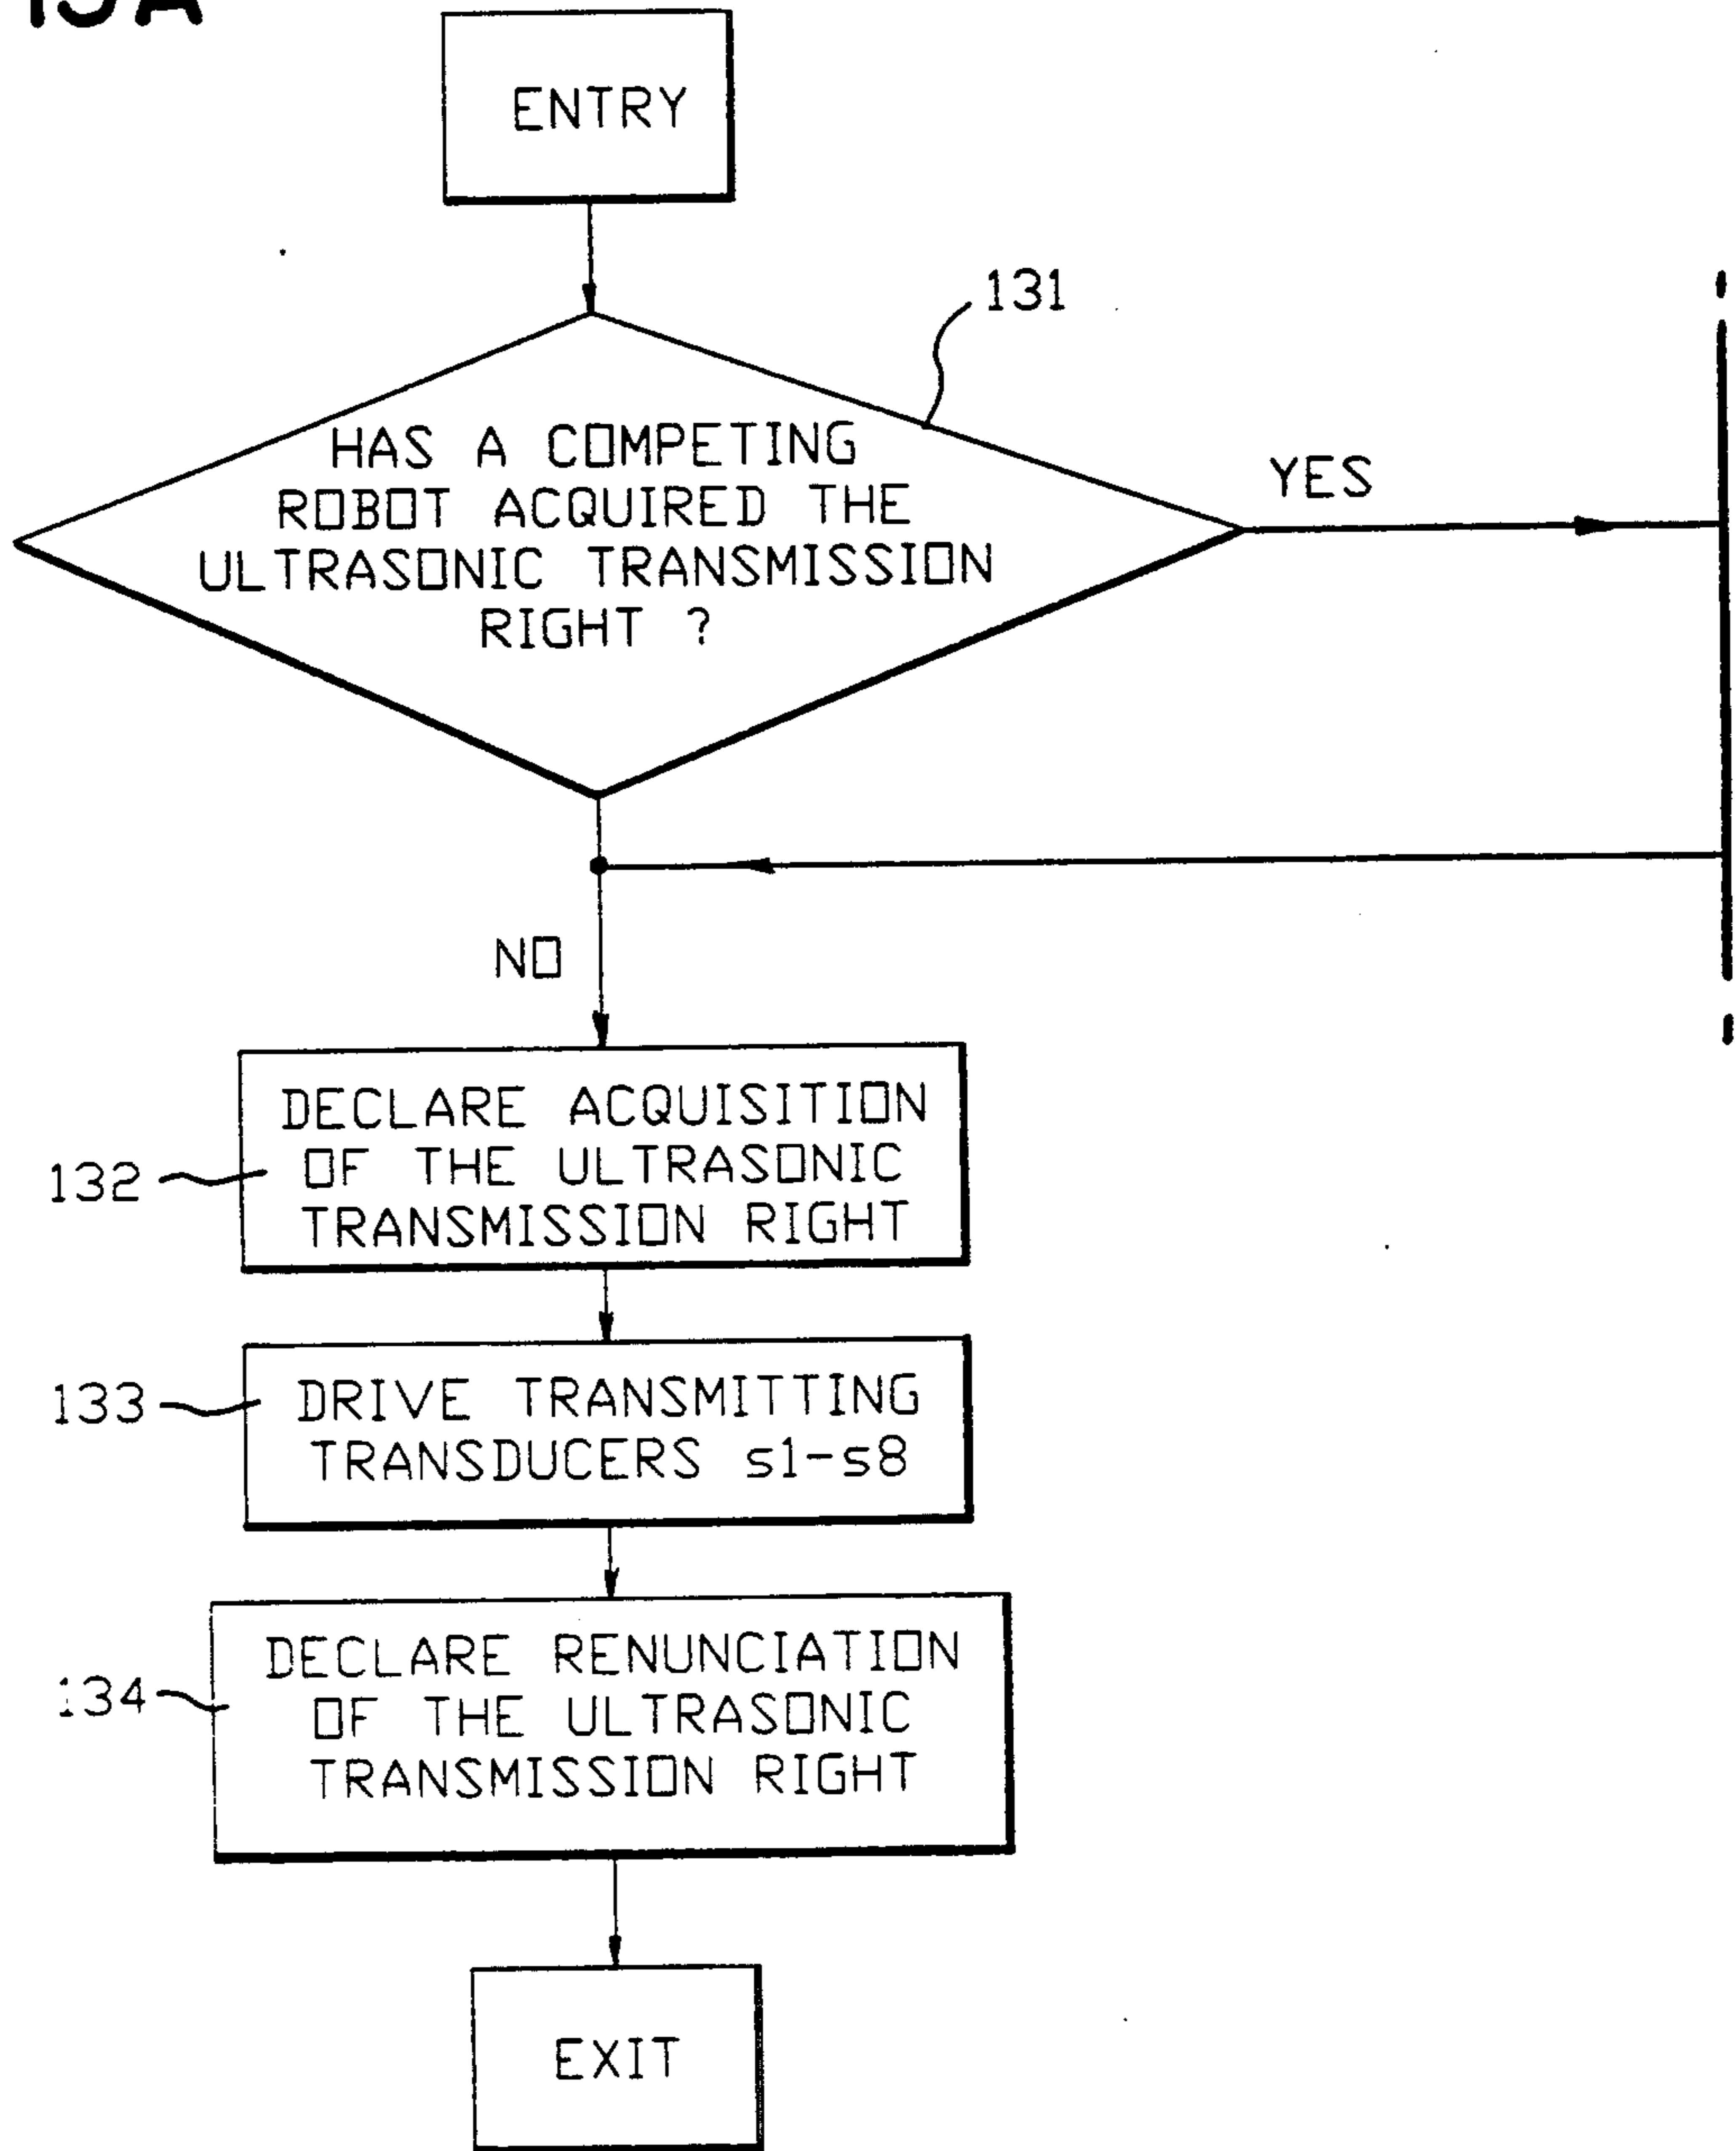 13A
ENTRY
131
HAS A COMPETING
ROBOT ACQUIRED THE
ULTRASONIC TRANSMISSION
RIGHT ?
YES
NO
DECLARE ACQUISITION
OF THE ULTRASONIC
TRANSMISSION RIGHT
132
DRIVE TRANSMITTING
TRANSDUCERS s1-s8
133
DECLARE RENUNCIATION
OF THE ULTRASONIC
TRANSMISSION RIGHT
134
EXIT